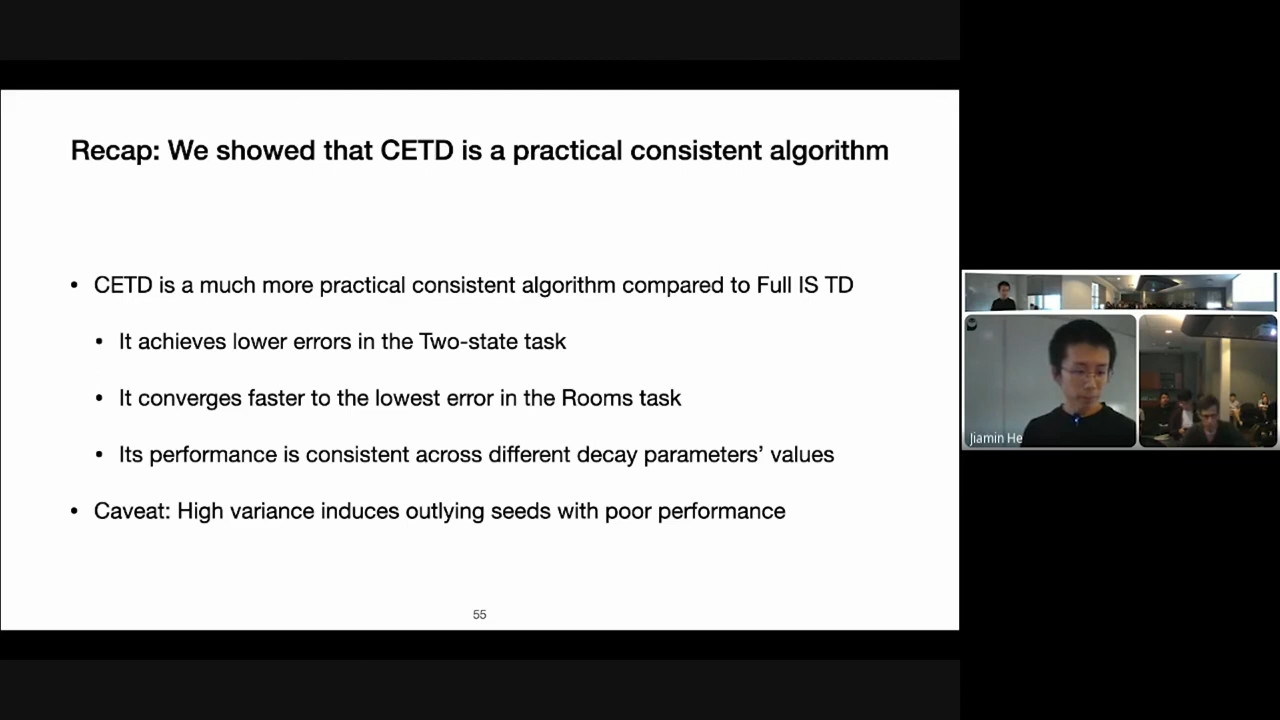 Recap: We showed that CETD is a practical consistent algorithm
• CETD is a much more practical consistent algorithm compared to Full IS TD
• It achieves lower errors in the Two-state task
• It converges faster to the lowest error in the Rooms task
• Its performance is consistent across different decay parameters’ values
• Caveat: High variance induces outlying seeds with poor performance
55
Jiamin He